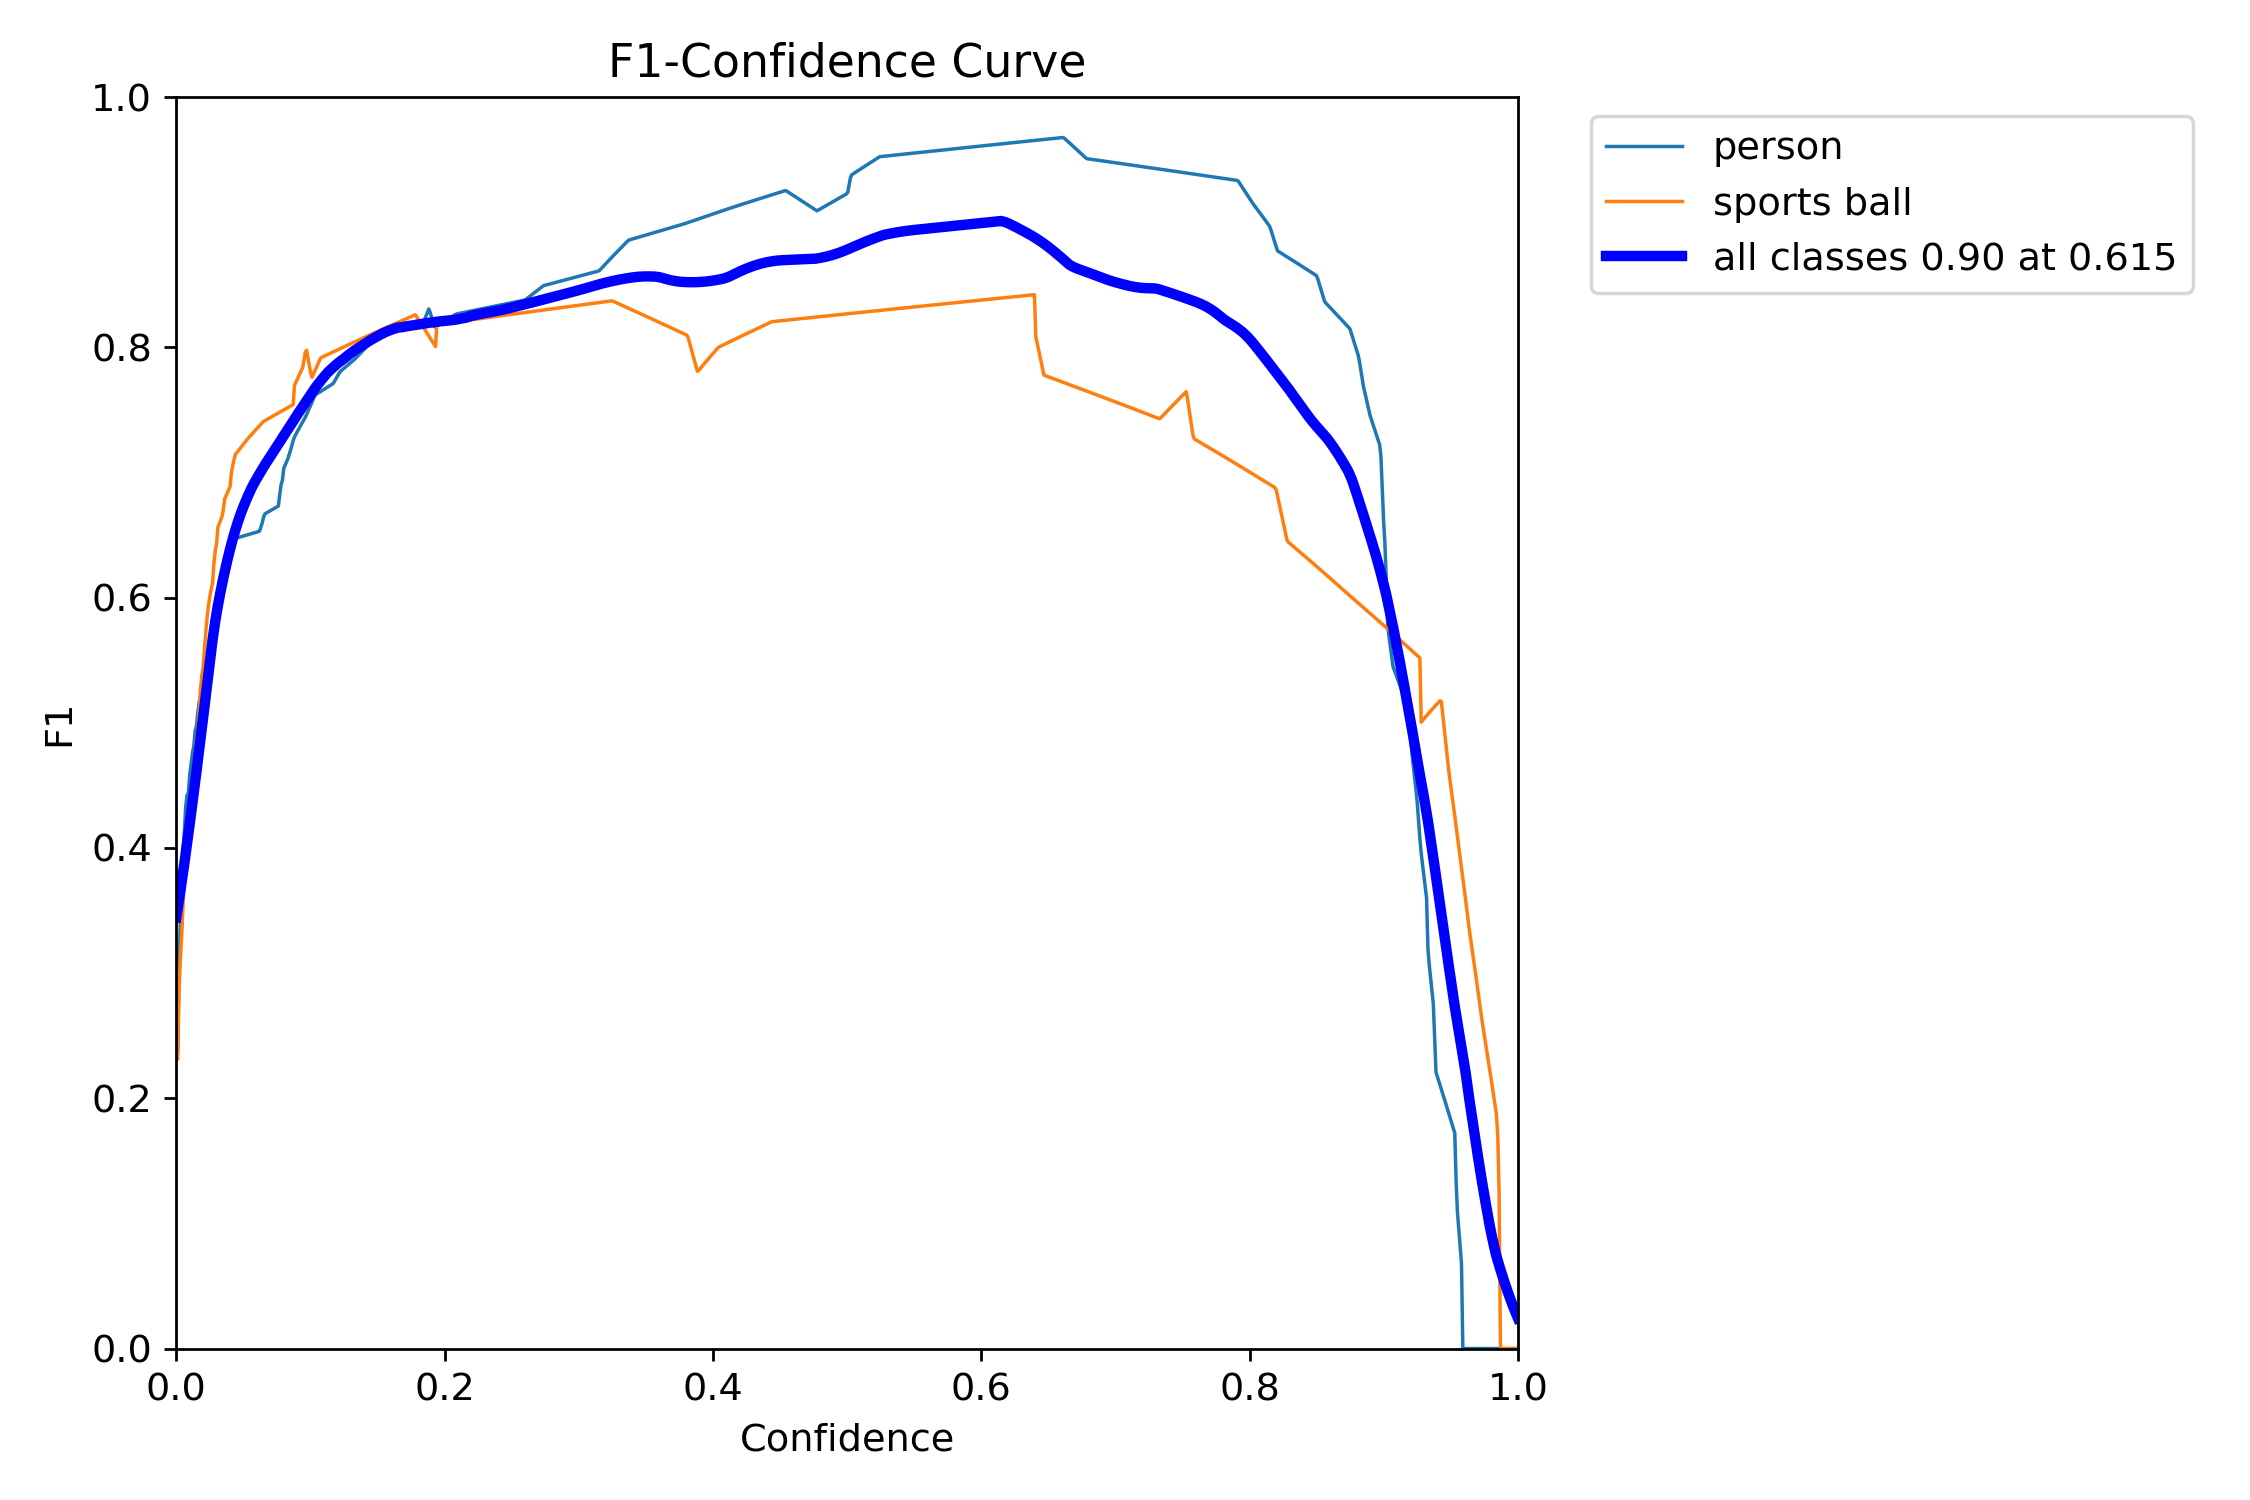 F1-Confidence Curve
person
sports ball
all classes 0.90 at 0.615
F1
1.0
0.8
0.6
0.4
0.2
0.0
0.0 0.2 0.4 0.6 0.8 1.0
Confidence